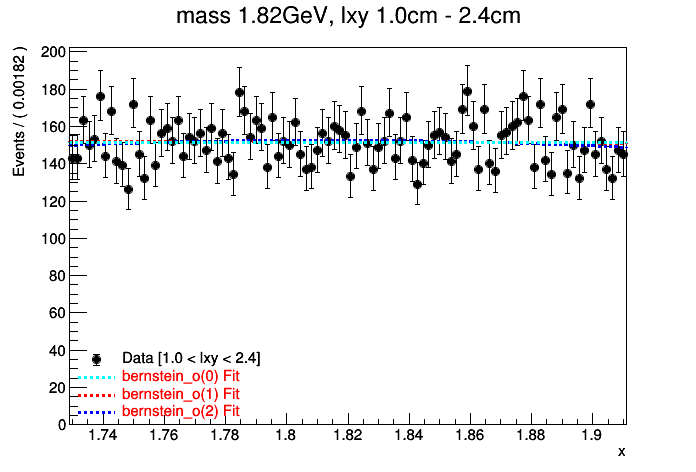 mass 1.82GeV, lxy 1.0cm - 2.4cm
Events / ( 0.00182 )
200
180
160
140
120
100
80
60
40
20
0
Data [1.0 < lxy < 2.4]
bernstein_o(0) Fit
bernstein_o(1) Fit
bernstein_o(2) Fit
1.74 1.76 1.78 1.8 1.82 1.84 1.86 1.88 1.9
x